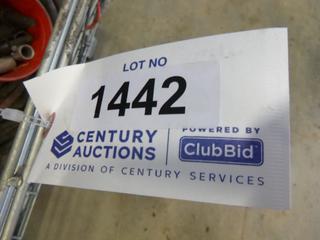 LOT NO
1442
CENTURY
AUCTIONS
POWERED BY
ClubBid
A DIVISION OF CENTURY SERVICES